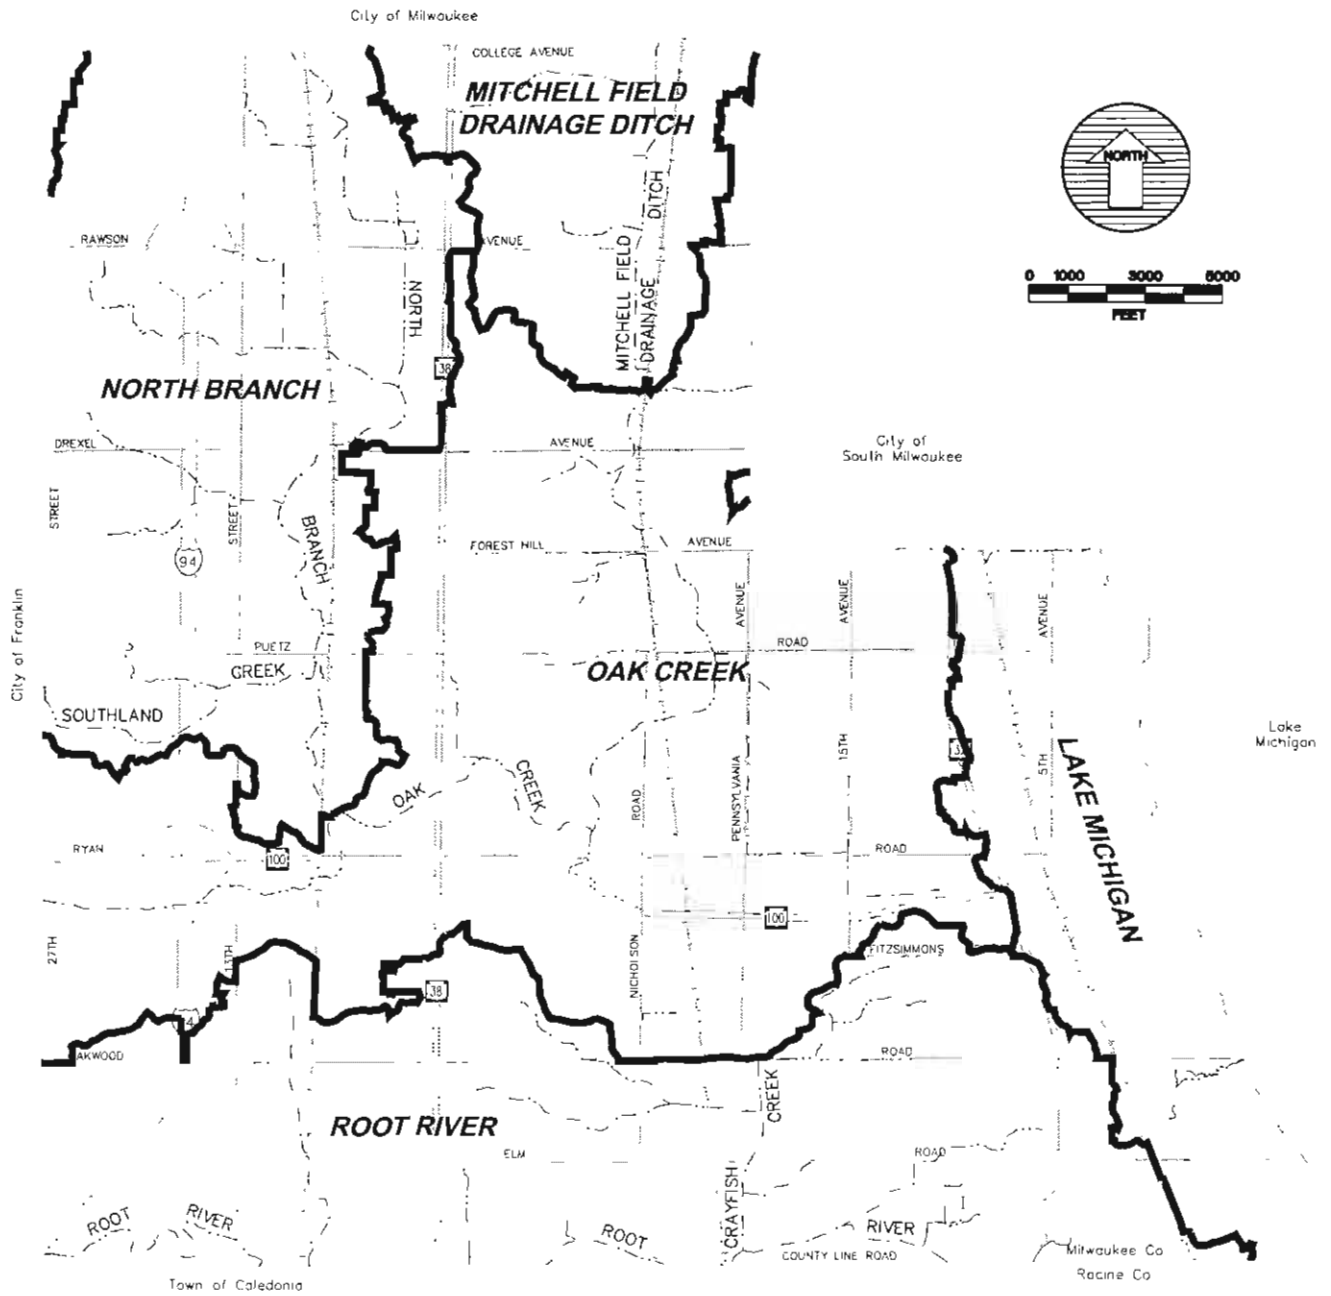 City of Milwaukee
COLLEGE AVENUE
MITCHELL FIELD
DRAINAGE DITCH
NORTH
DITCH
RAWSON
AVENUE
MITCHELL FIELD
DRAINAGE
0 1000 3000 5000
FEET
NORTH
38
NORTH BRANCH
DREXEL
AVENUE
City of
South Milwaukee
STREET
STREET
BRANCH
FOREST HILL
AVENUE
94
City of Franklin
AVENUE
AVENUE
AVENUE
PUETZ
ROAD
CREEK
OAK CREEK
SOUTHLAND
Lake
Michigan
LAKE MICHIGAN
15TH
5TH
PENNSYLVANIA
ROAD
OAK
CREEK
RYAN
100
ROAD
100
27TH
13TH
NICHOLSON
FITZSIMMONS
38
AKWOOD
ROAD
CREEK
ROOT RIVER
ELM
ROAD
CRAYFISH
ROOT
RIVER
ROOT
RIVER
COUNTY LINE ROAD
Milwaukee Co
Racine Co
Town of Caledonia